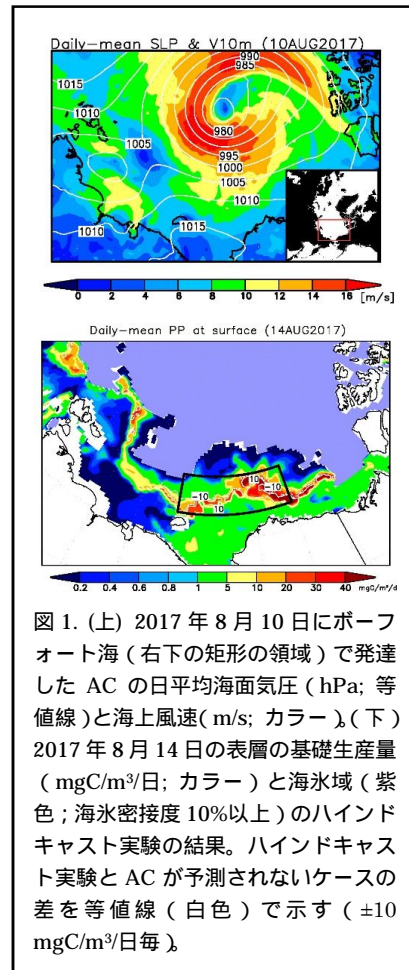 Daily-mean SLP & V10m (10AUG2017)
990
985
1015
1010
980
1005
995
1000
1005
1010
1010
1015
0 2 4 6 8 10 12 14 16 [m/s]
Daily-mean PP at surface (14AUG2017)
10
-10
-10
10
0.2 0.4 0.6 0.8 1 5 10 20 30 40 mgC/m³/d
図 1. (上) 2017 年 8 月 10 日にボーフ
ォート海（右下の矩形の領域）で発達
した AC の日平均海面気圧（hPa; 等
値線）と海上風速（m/s; カラー）。（下）
2017 年 8 月 14 日の表層の基礎生産量
（mgC/m³/日; カラー）と海氷域（紫
色；海氷密接度 10%以上）のハインド
キャスト実験の結果。ハインドキャス
ト実験と AC が予測されないケースの
差を等値線（白色）で示す（±10
mgC/m³/日毎）。